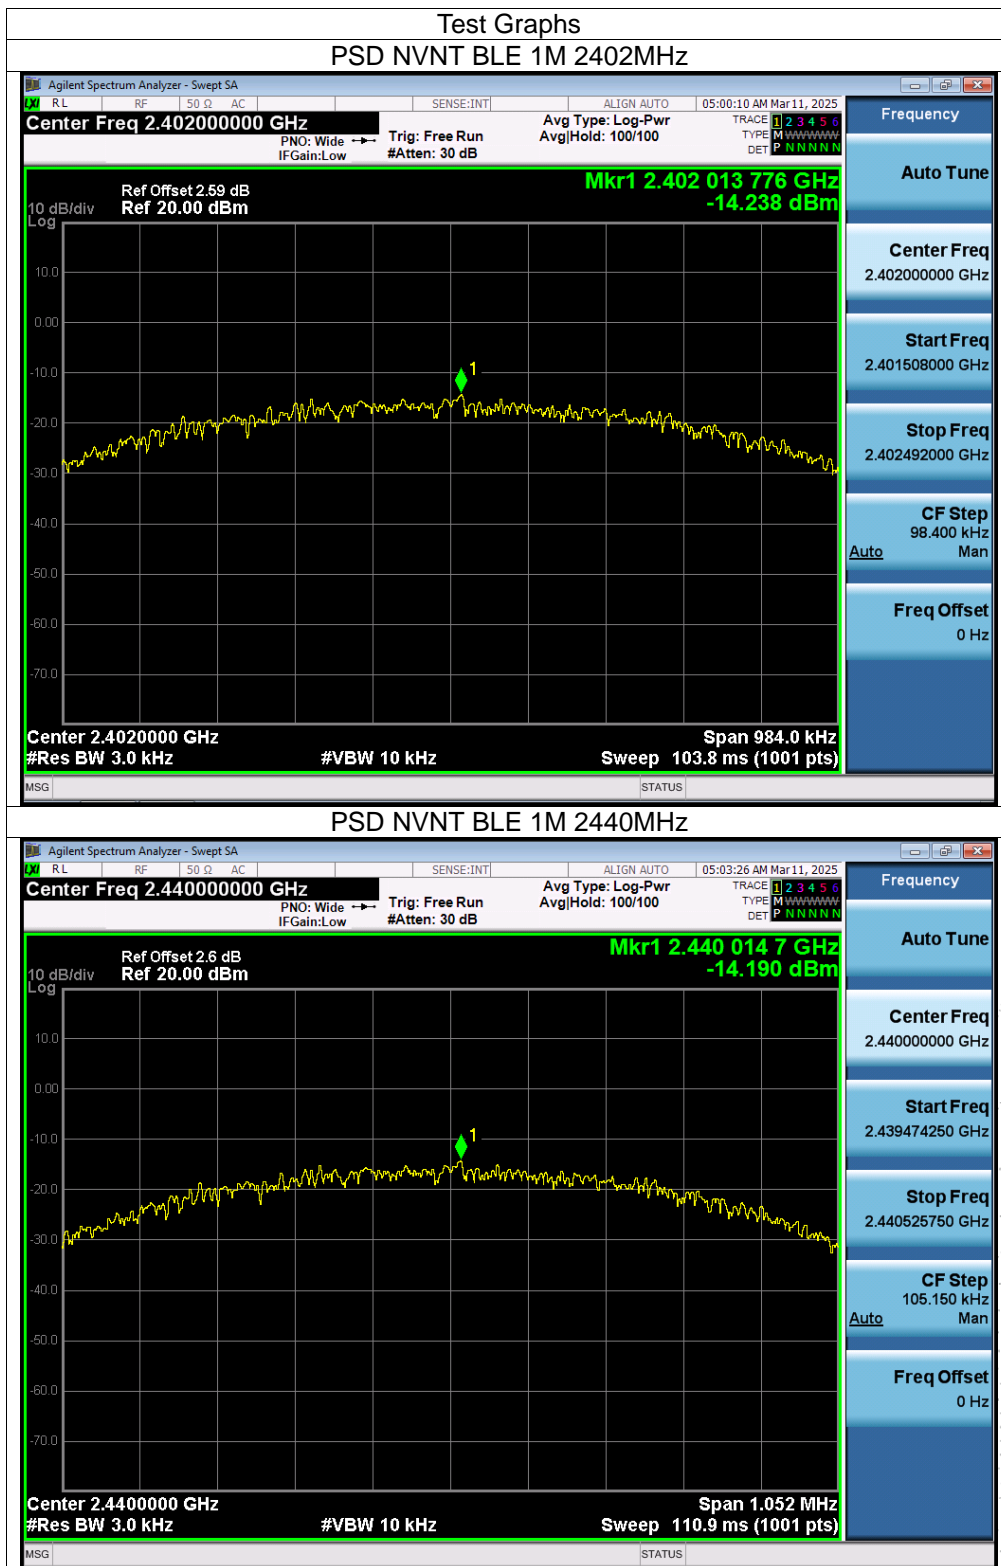 Test Graphs
PSD NVNT BLE 1M 2402MHz
Agilent Spectrum Analyzer - Swept SA
LXI RL RF 50 Ω AC SENSE:INT ALIGN AUTO 05:00:10 AM Mar 11, 2025
Center Freq 2.402000000 GHz
PNO: Wide
IFGain:Low
Trig: Free Run
#Atten: 30 dB
Avg Type: Log-Pwr
Avg|Hold: 100/100
TRACE 1 2 3 4 5 6
TYPE M WWWWW
DET P N N N N N
Frequency
Auto Tune
Center Freq
2.402000000 GHz
Start Freq
2.401508000 GHz
Stop Freq
2.402492000 GHz
CF Step
98.400 kHz
Auto Man
Freq Offset
0 Hz
Mkr1 2.402 013 776 GHz
-14.238 dBm
Ref Offset 2.59 dB
10 dB/div Ref 20.00 dBm
Log
10.0
0.00
-10.0
-20.0
-30.0
-40.0
-50.0
-60.0
-70.0
1
Center 2.4020000 GHz Span 984.0 kHz
#Res BW 3.0 kHz #VBW 10 kHz Sweep 103.8 ms (1001 pts)
MSG STATUS
PSD NVNT BLE 1M 2440MHz
Agilent Spectrum Analyzer - Swept SA
LXI RL RF 50 Ω AC SENSE:INT ALIGN AUTO 05:03:26 AM Mar 11, 2025
Center Freq 2.440000000 GHz
PNO: Wide
IFGain:Low
Trig: Free Run
#Atten: 30 dB
Avg Type: Log-Pwr
Avg|Hold: 100/100
TRACE 1 2 3 4 5 6
TYPE M WWWWW
DET P N N N N N
Frequency
Auto Tune
Center Freq
2.440000000 GHz
Start Freq
2.439474250 GHz
Stop Freq
2.440525750 GHz
CF Step
105.150 kHz
Auto Man
Freq Offset
0 Hz
Mkr1 2.440 014 7 GHz
-14.190 dBm
Ref Offset 2.6 dB
10 dB/div Ref 20.00 dBm
Log
10.0
0.00
-10.0
-20.0
-30.0
-40.0
-50.0
-60.0
-70.0
1
Center 2.4400000 GHz Span 1.052 MHz
#Res BW 3.0 kHz #VBW 10 kHz Sweep 110.9 ms (1001 pts)
MSG STATUS